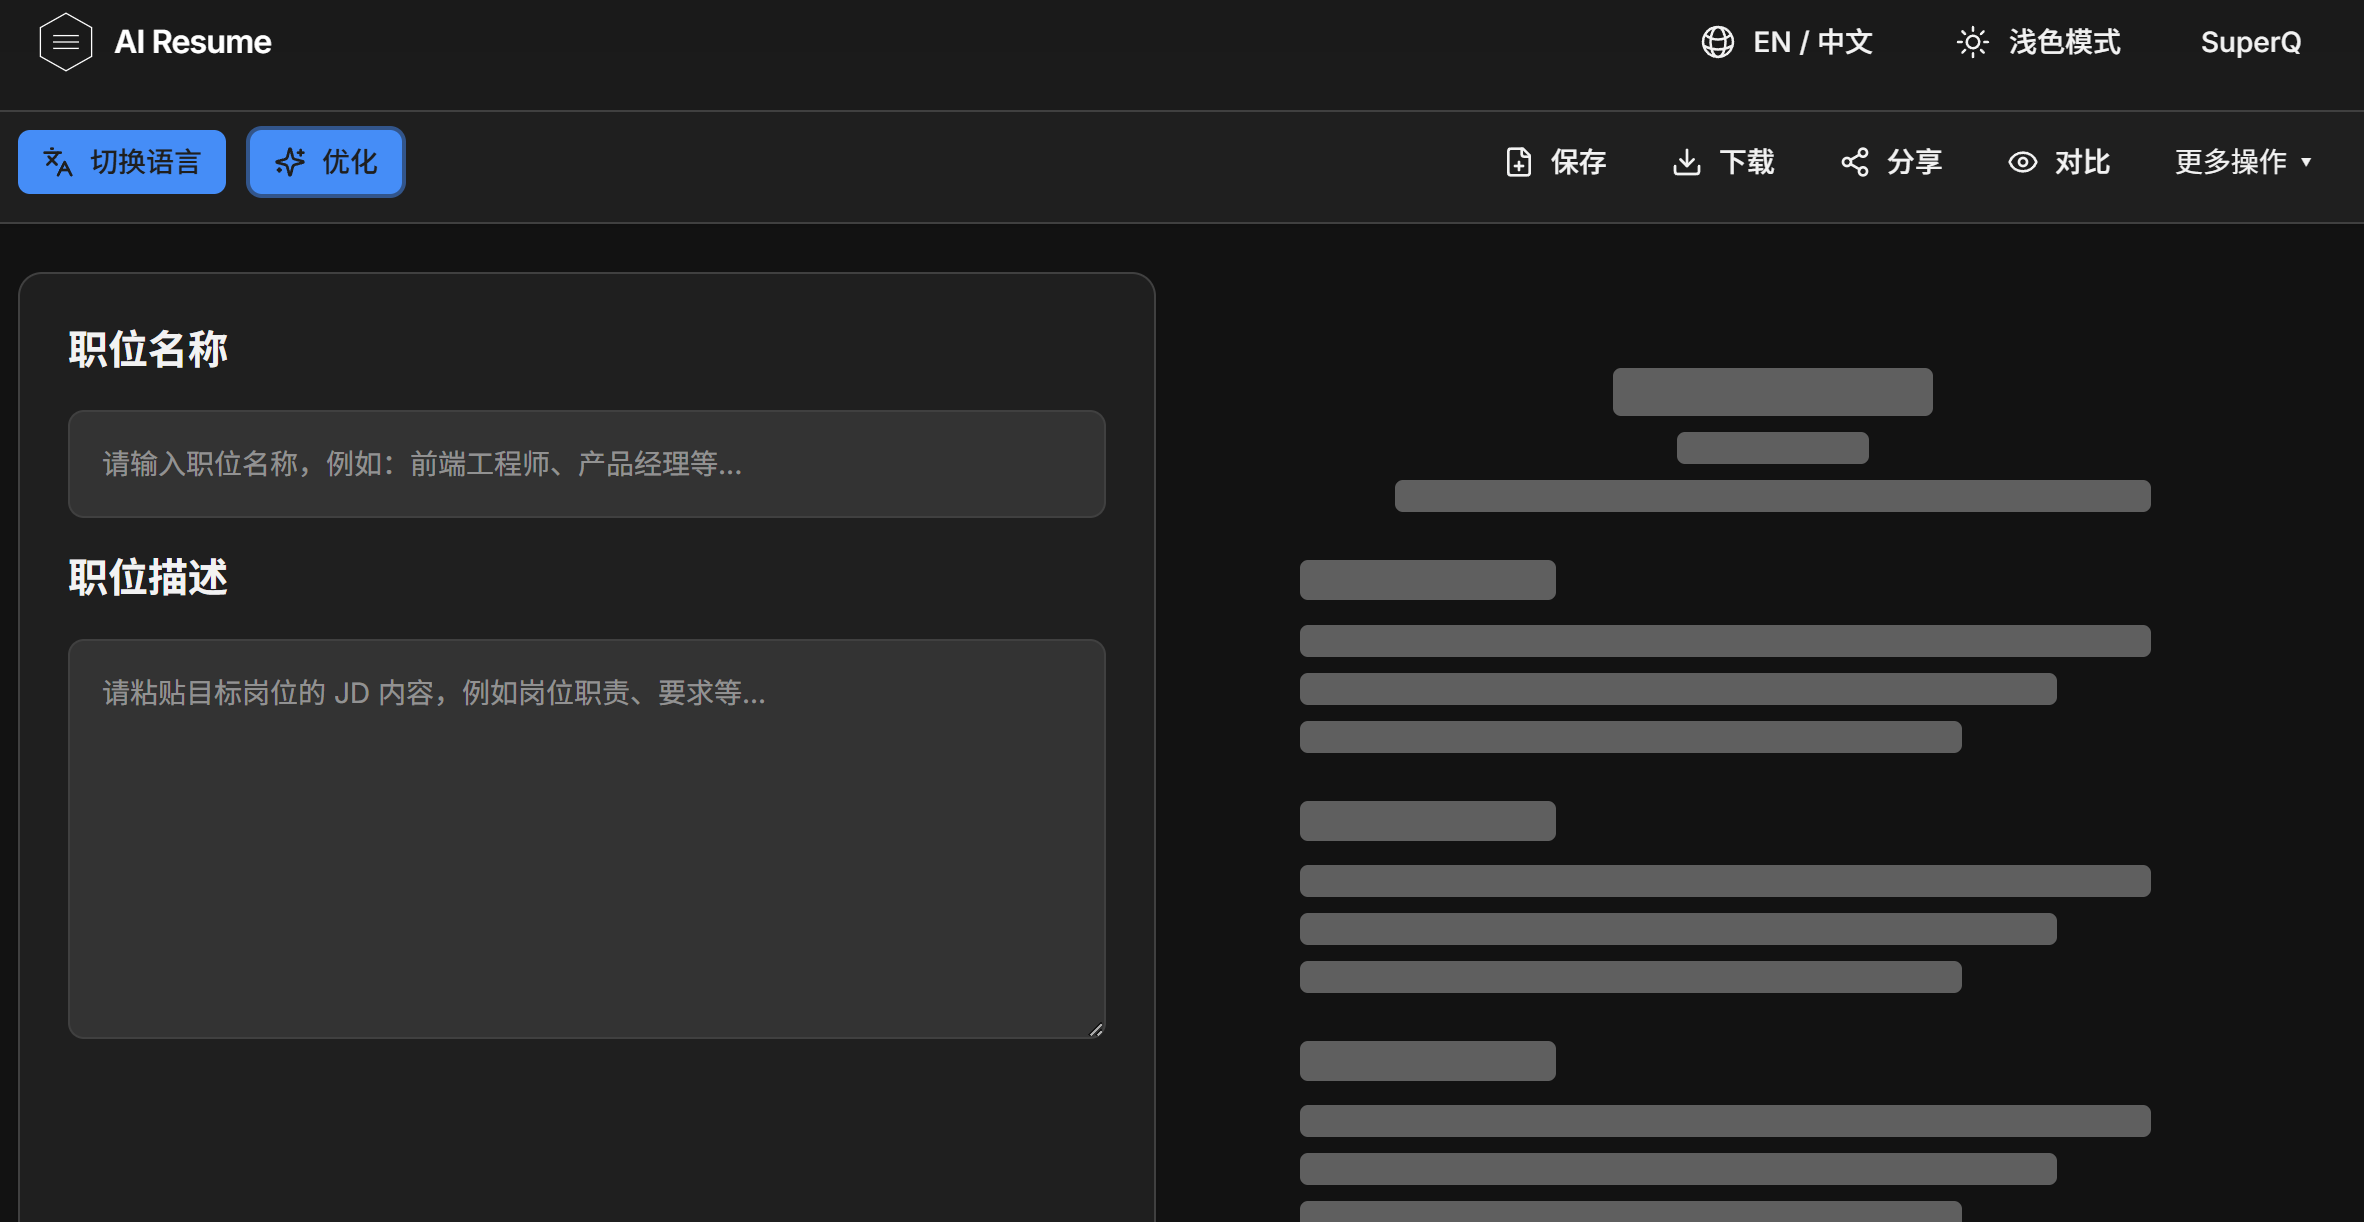 AI Resume
EN / 中文
浅色模式
SuperQ
切换语言
优化
保存
下载
分享
对比
更多操作
职位名称
请输入职位名称，例如：前端工程师、产品经理等...
职位描述
请粘贴目标岗位的 JD 内容，例如岗位职责、要求等...